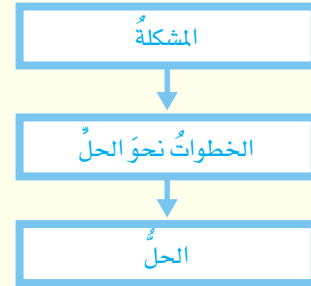 المشكلةُ
الخطواتُ نحوَ الحلِّ
الحلُّ